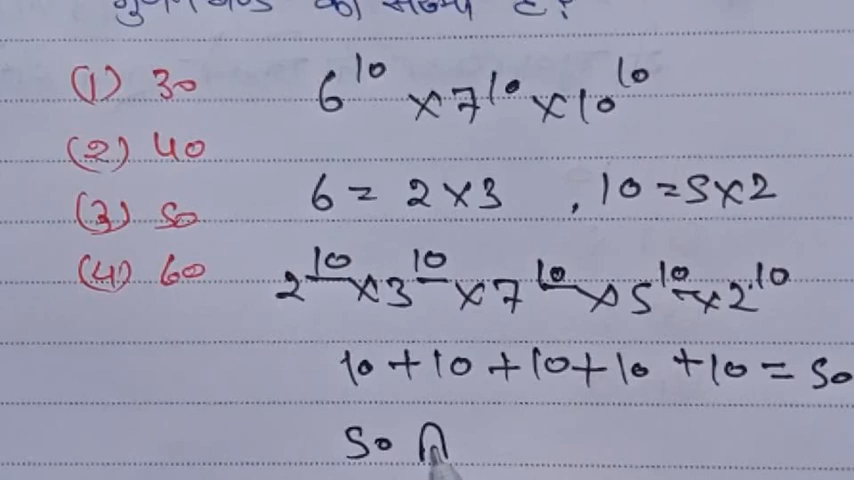 की संख्या है?
(1) 30
6^10 × 7^10 × 10^10
(2) 40
6 = 2 × 3 , 10 = 5 × 2
(3) 50
(4) 60
2^10 × 3^10 × 7^10 × 5^10 × 2^10
10 + 10 + 10 + 10 + 10 = 50
50 A